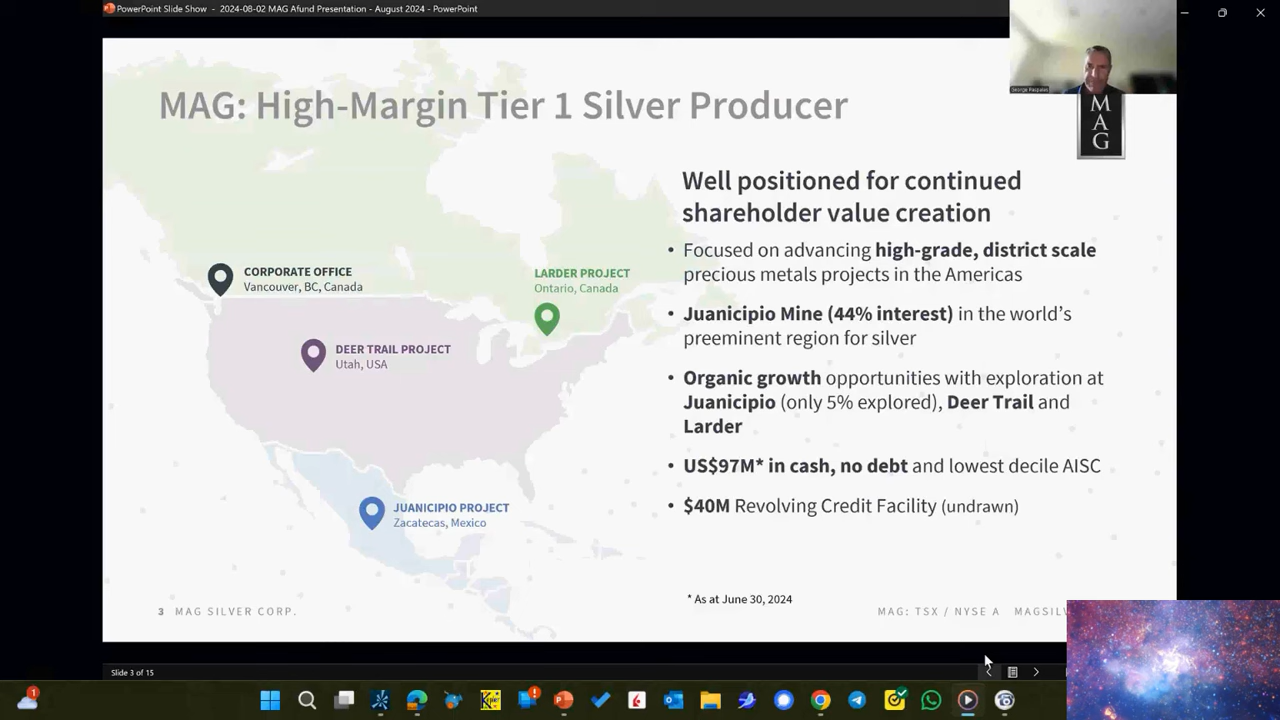 PowerPoint Slide Show - 2024-08-02 MAG Afund Presentation - August 2024 - PowerPoint
MAG: High-Margin Tier 1 Silver Producer
George Paspalas
M
A
G
Well positioned for continued
shareholder value creation
• Focused on advancing high-grade, district scale
precious metals projects in the Americas
• Juanicipio Mine (44% interest) in the world's
preeminent region for silver
• Organic growth opportunities with exploration at
Juanicipio (only 5% explored), Deer Trail and
Larder
• US$97M* in cash, no debt and lowest decile AISC
• $40M Revolving Credit Facility (undrawn)
CORPORATE OFFICE
Vancouver, BC, Canada
LARDER PROJECT
Ontario, Canada
DEER TRAIL PROJECT
Utah, USA
JUANICIPIO PROJECT
Zacatecas, Mexico
* As at June 30, 2024
3 MAG SILVER CORP.
MAG: TSX / NYSE A MAGSILV
Slide 3 of 15
1